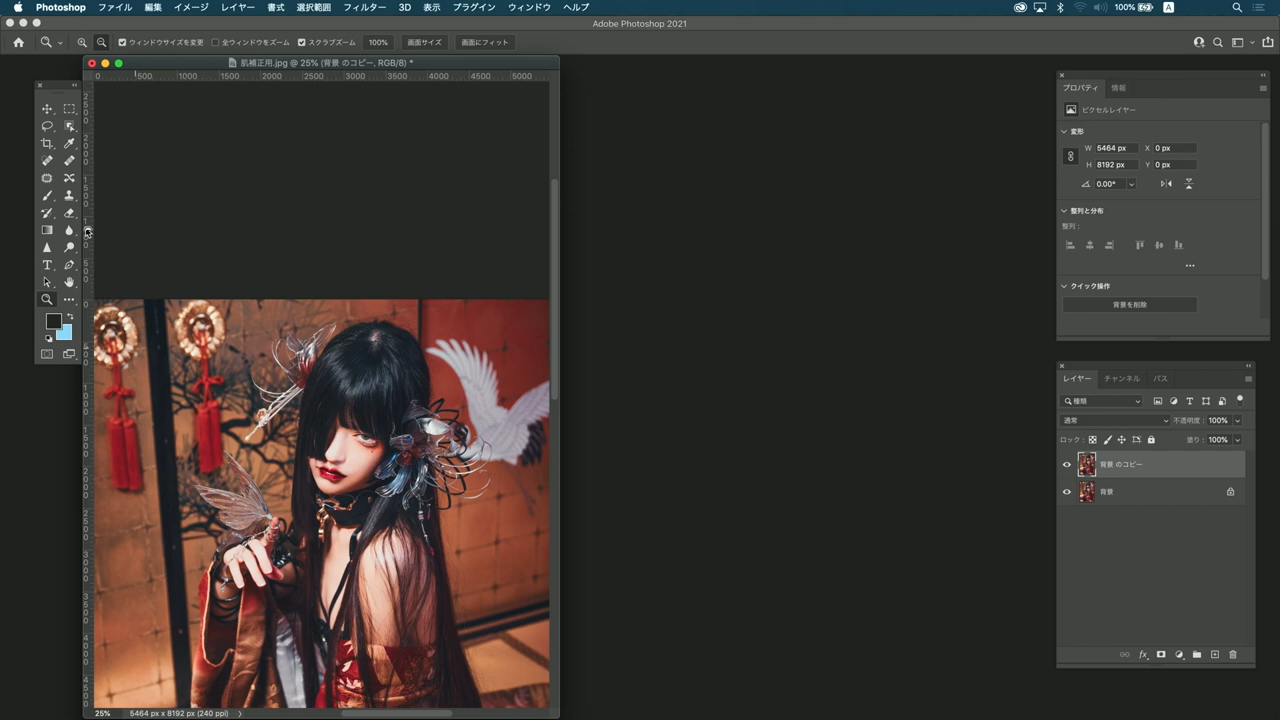 Photoshop ファイル 編集 イメージ レイヤー 書式 選択範囲 フィルター 3D 表示 プラグイン ウィンドウ ヘルプ 100% A
Adobe Photoshop 2021
ウィンドウサイズを変更 全ウィンドウをズーム スクラブズーム 100% 画面サイズ 画面にフィット
肌補正用.jpg @ 25% (背景 のコピー, RGB/8) *
0 500 1000 1500 2000 2500 3000 3500 4000 4500 5000
プロパティ 情報
ピクセルレイヤー
変形
W 5464 px X 0 px
H 8192 px Y 0 px
0.00°
整列と分布
整列 :
クイック操作
背景を削除
レイヤー チャンネル パス
種類
通常 不透明度 : 100%
ロック : 塗り : 100%
背景 のコピー
背景
25% 5464 px x 8192 px (240 ppi)